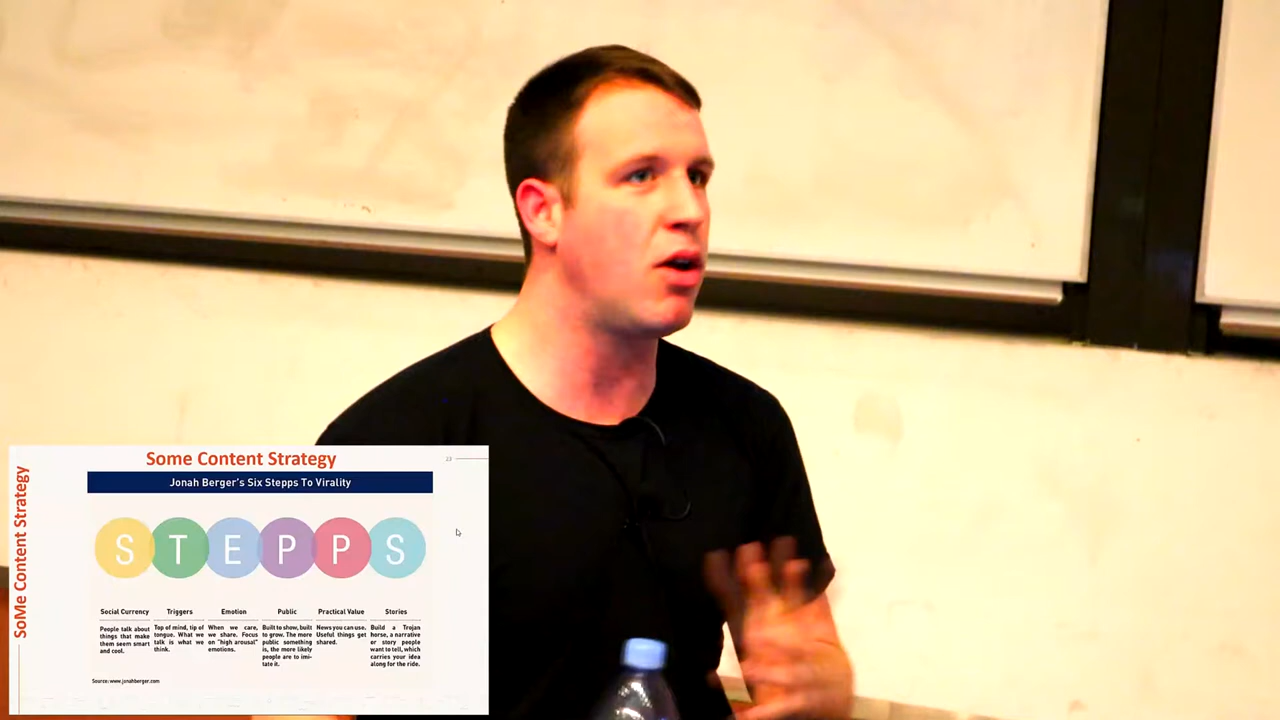 Some Content Strategy
23
SoMe Content Strategy
Jonah Berger's Six Stepps To Virality
S T E P P S
Social Currency
People talk about
things that make
them seem smart
and cool.
Triggers
Top of mind, tip of
tongue. What we
talk is what we
think.
Emotion
When we care,
we share. Focus
on "high arousal"
emotions.
Public
Built to show, built
to grow. The more
public something
is, the more likely
people are to imi-
tate it.
Practical Value
News you can use.
Useful things get
shared.
Stories
Build a Trojan
horse, a narrative
or story people
want to tell, which
carries your idea
along for the ride.
Source: www.jonahberger.com